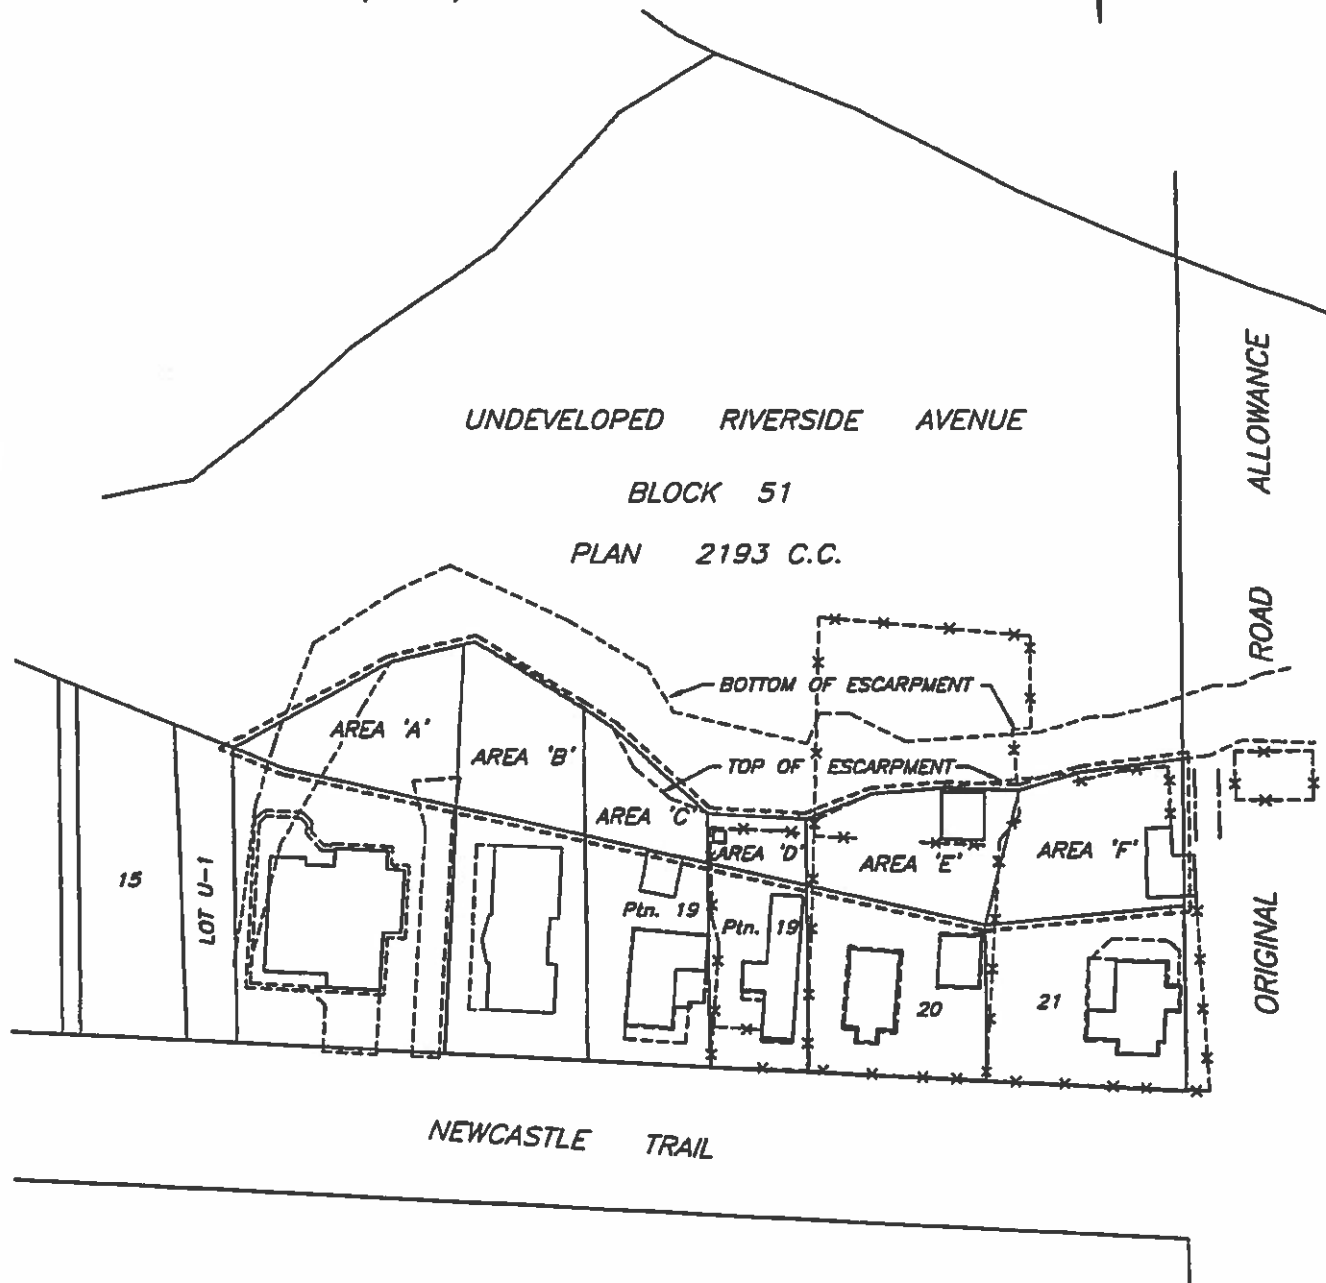 UNDEVELOPED RIVERSIDE AVENUE
BLOCK 51
PLAN 2193 C.C.
ORIGINAL ROAD ALLOWANCE
BOTTOM OF ESCARPMENT
TOP OF ESCARPMENT
AREA 'A'
AREA 'B'
AREA 'C'
AREA 'D'
AREA 'E'
AREA 'F'
15
LOT U-1
Ptn. 19
Ptn. 19
20
21
NEWCASTLE TRAIL